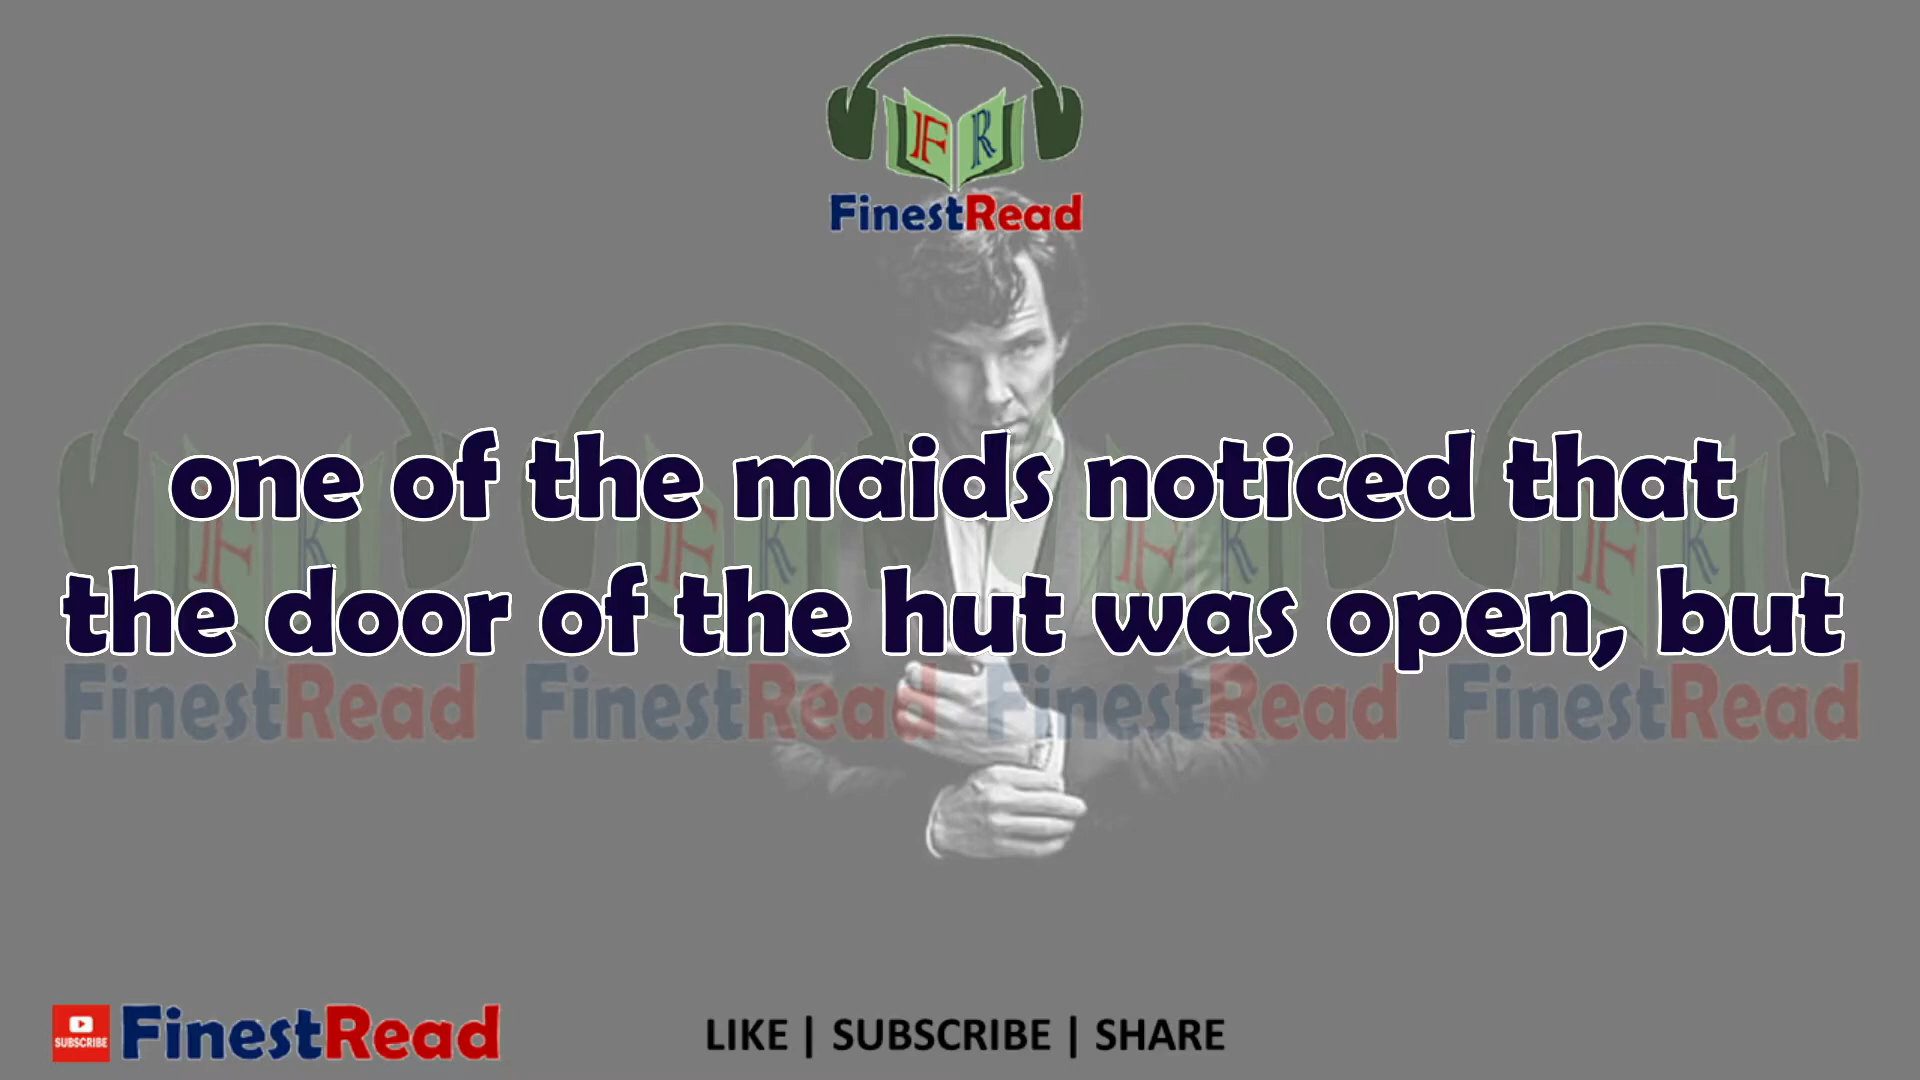 F R
FinestRead
one of the maids noticed that
the door of the hut was open, but
F R F R F R F R
FinestRead FinestRead FinestRead FinestRead
SUBSCRIBE FinestRead LIKE | SUBSCRIBE | SHARE